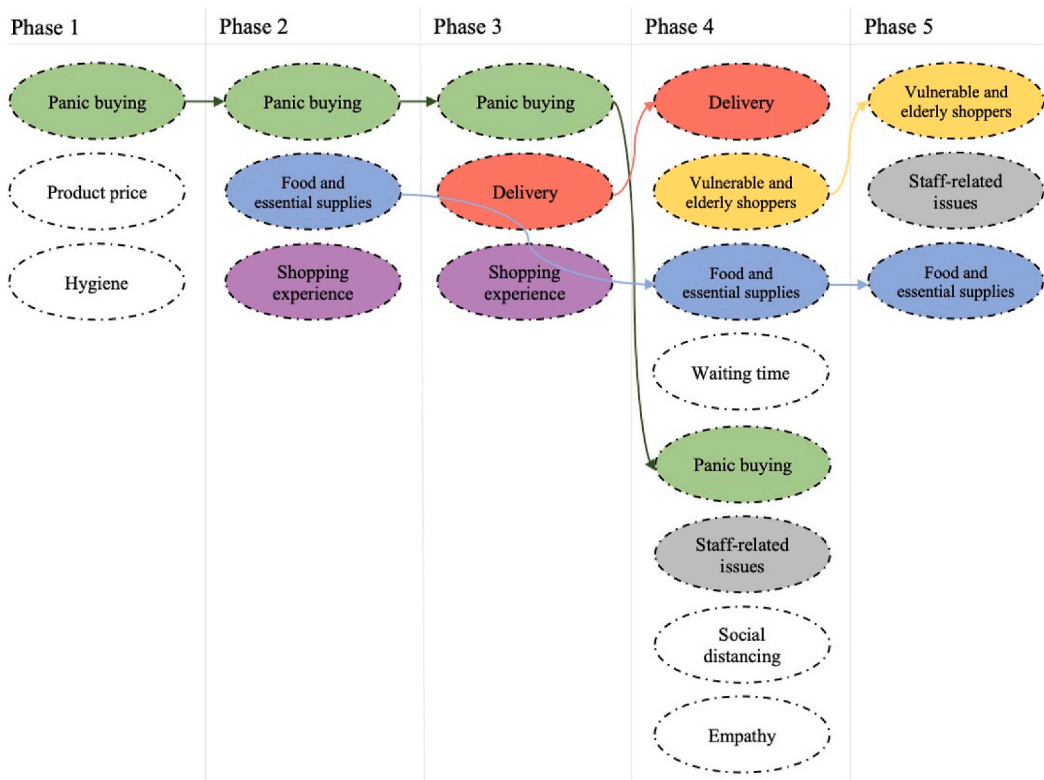 Phase 1
Phase 2
Phase 3
Phase 4
Phase 5
Panic buying
Product price
Hygiene
Panic buying
Food and
essential supplies
Shopping
experience
Panic buying
Delivery
Shopping
experience
Delivery
Vulnerable and
elderly shoppers
Food and
essential supplies
Waiting time
Panic buying
Staff-related
issues
Social
distancing
Empathy
Vulnerable and
elderly shoppers
Staff-related
issues
Food and
essential supplies